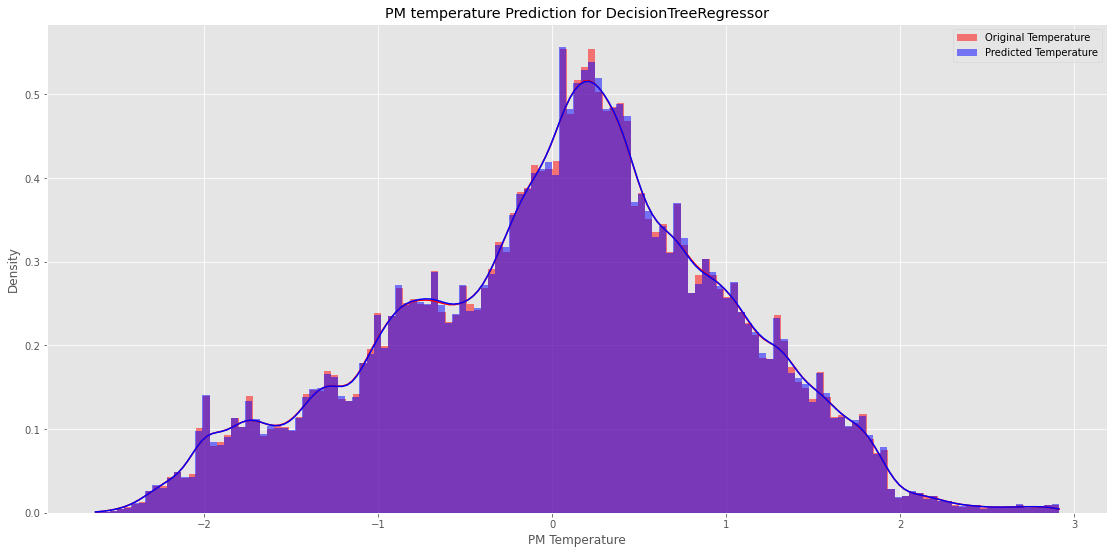 PM temperature Prediction for DecisionTreeRegressor
Original Temperature
Predicted Temperature
0.5
0.4
0.3
0.2
0.1
0.0
Density
−2
−1
0
1
2
3
PM Temperature